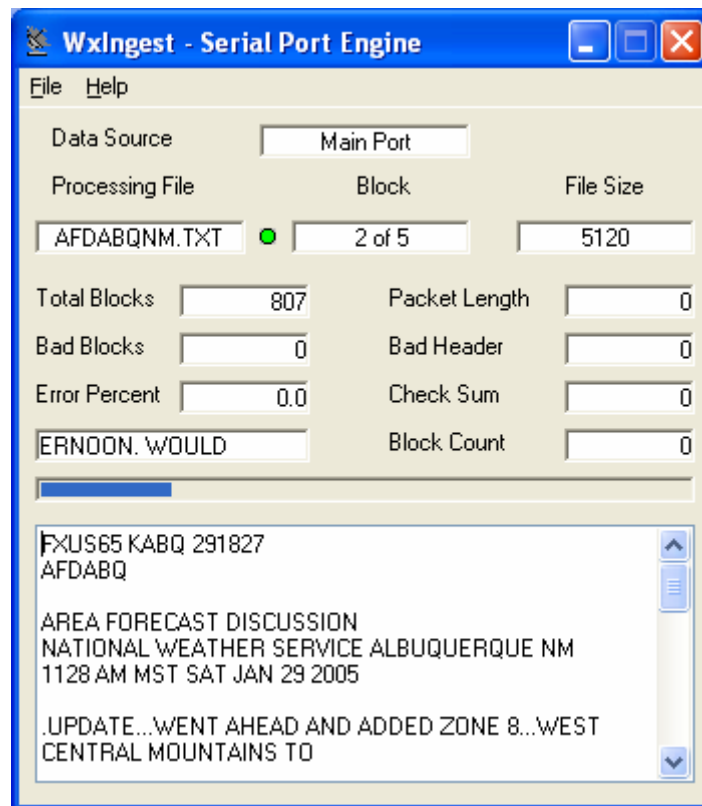 WxIngest - Serial Port Engine
File Help
Data Source Main Port
Processing File Block File Size
AFDABQNM.TXT 2 of 5 5120
Total Blocks 807 Packet Length 0
Bad Blocks 0 Bad Header 0
Error Percent 0.0 Check Sum 0
ERNOON. WOULD Block Count 0
FXUS65 KABQ 291827
AFDABQ
AREA FORECAST DISCUSSION
NATIONAL WEATHER SERVICE ALBUQUERQUE NM
1128 AM MST SAT JAN 29 2005
.UPDATE...WENT AHEAD AND ADDED ZONE 8...WEST
CENTRAL MOUNTAINS TO